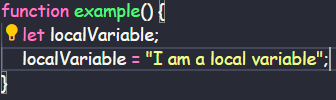 function example() {
let localVariable;
localVariable = "I am a local variable";
}